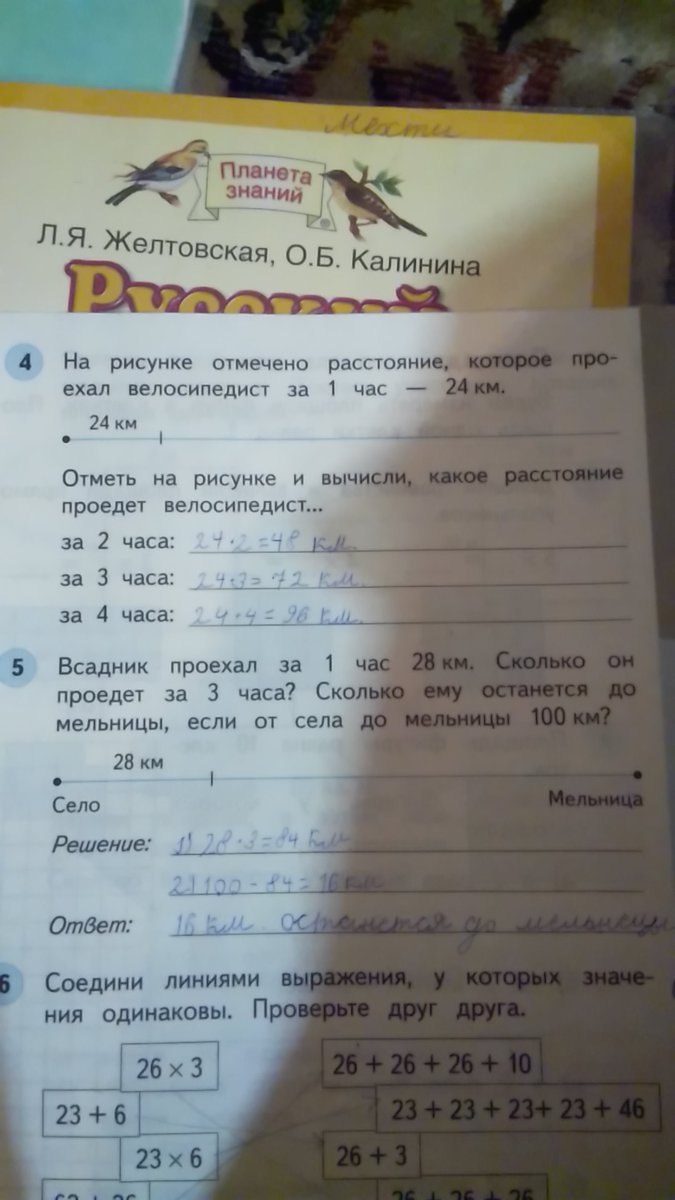 Мехти
Планета
знаний
Л.Я. Желтовская, О.Б. Калинина
Русский
4 На рисунке отмечено расстояние, которое про-
ехал велосипедист за 1 час — 24 км.
24 км
Отметь на рисунке и вычисли, какое расстояние
проедет велосипедист...
за 2 часа: 24·2=48 км.
за 3 часа: 24·3=72 км.
за 4 часа: 24·4=96 км.
5 Всадник проехал за 1 час 28 км. Сколько он
проедет за 3 часа? Сколько ему останется до
мельницы, если от села до мельницы 100 км?
28 км
Село Мельница
Решение: 1) 28·3=84 км
2) 100-84=16 км
Ответ: 16 км. останется до мельницы
6 Соедини линиями выражения, у которых значе-
ния одинаковы. Проверьте друг друга.
26 × 3 26 + 26 + 26 + 10
23 + 6 23 + 23 + 23+ 23 + 46
23 × 6 26 + 3
26 + 26 + 26